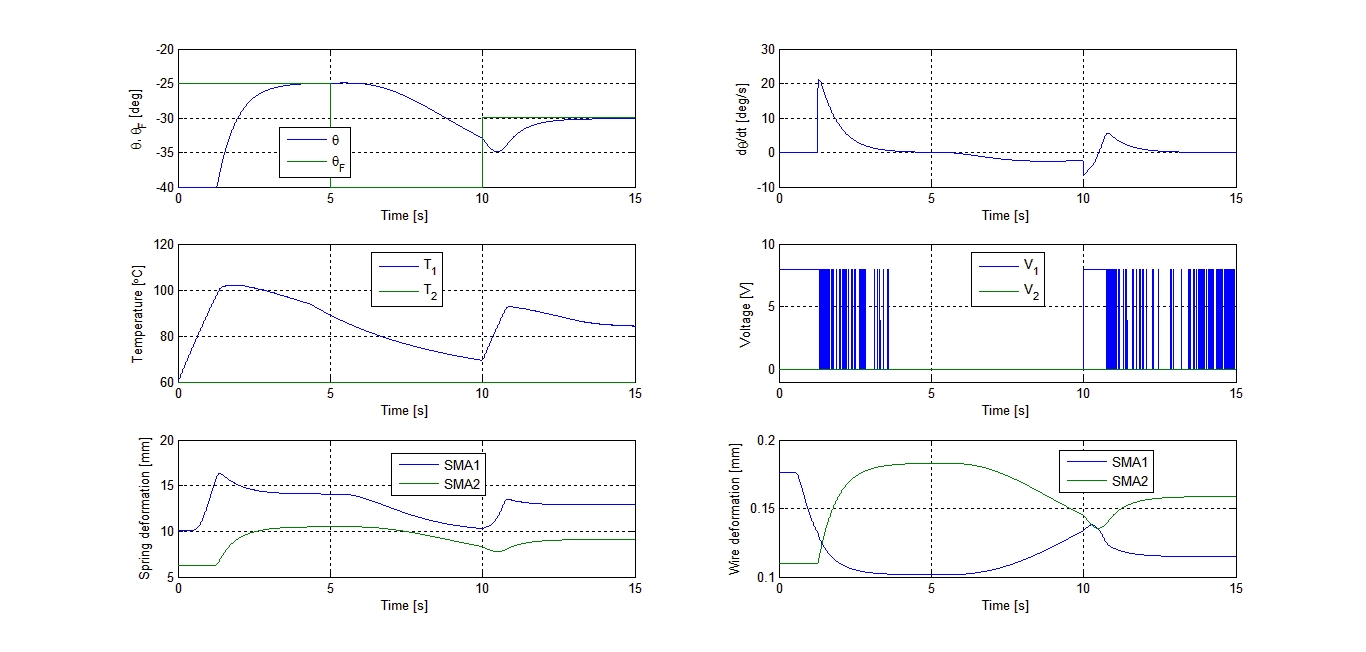 -20
-25
-30
-35
-40
0
5
10
15
Time [s]
θ, θF [deg]
θ
θF
30
20
10
0
-10
0
5
10
15
Time [s]
dθ/dt [deg/s]
120
100
80
60
0
5
10
15
Time [s]
Temperature [ºC]
T1
T2
10
5
0
0
5
10
15
Time [s]
Voltage [V]
V1
V2
20
15
10
5
0
5
10
15
Time [s]
Spring deformation [mm]
SMA1
SMA2
0.2
0.15
0.1
0
5
10
15
Time [s]
Wire deformation [mm]
SMA1
SMA2